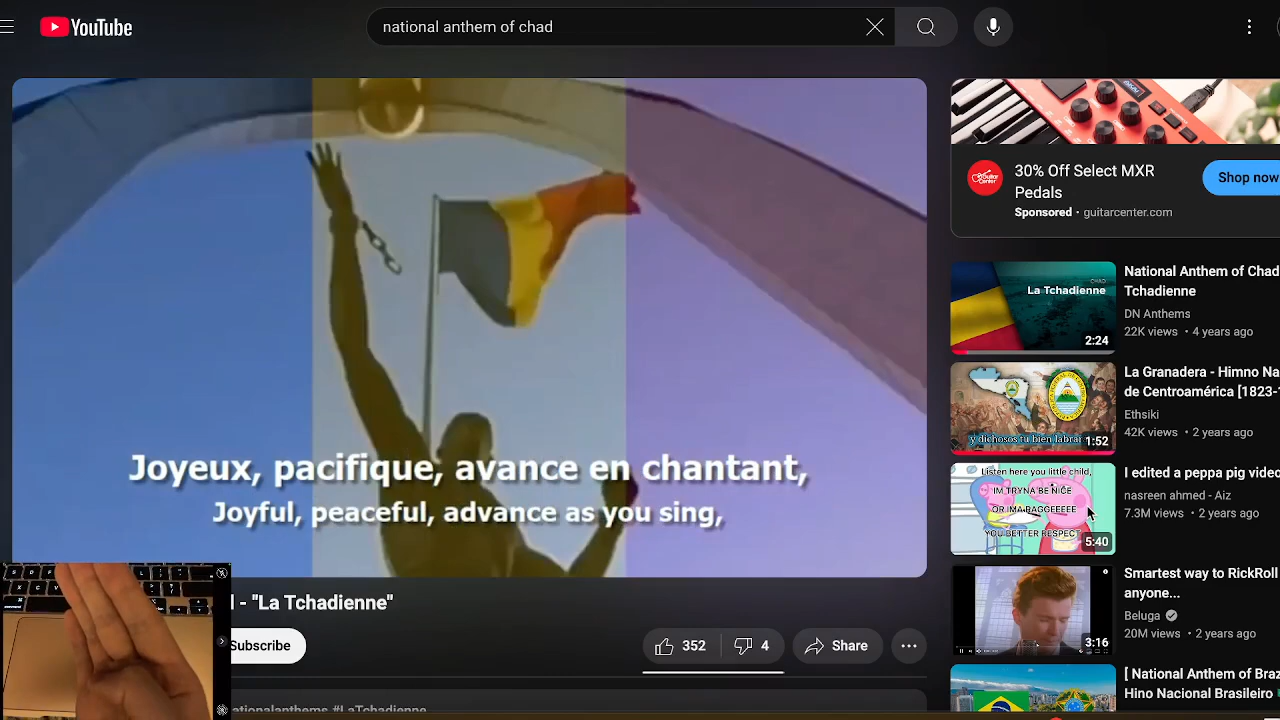 YouTube
national anthem of chad
Joyeux, pacifique, avance en chantant,
Joyful, peaceful, advance as you sing,
- "La Tchadienne"
Subscribe
352
4
Share
#LaTchadienne
30% Off Select MXR
Pedals
Sponsored • guitarcenter.com
Shop now
CHAD
La Tchadienne
2:24
National Anthem of Chad
Tchadienne
DN Anthems
22K views • 4 years ago
y dichosos tu bien labrar
1:52
La Granadera - Himno Na
de Centroamérica [1823-
Ethsiki
42K views • 2 years ago
Listen here you little child,
IM TRYNA BE NICE
OR IMA BAGGEEEEE
YOU BETTER RESPECT
5:40
I edited a peppa pig video
nasreen ahmed - Aiz
7.3M views • 2 years ago
3:16
Smartest way to RickRoll
anyone...
Beluga
20M views • 2 years ago
[ National Anthem of Braz
Hino Nacional Brasileiro